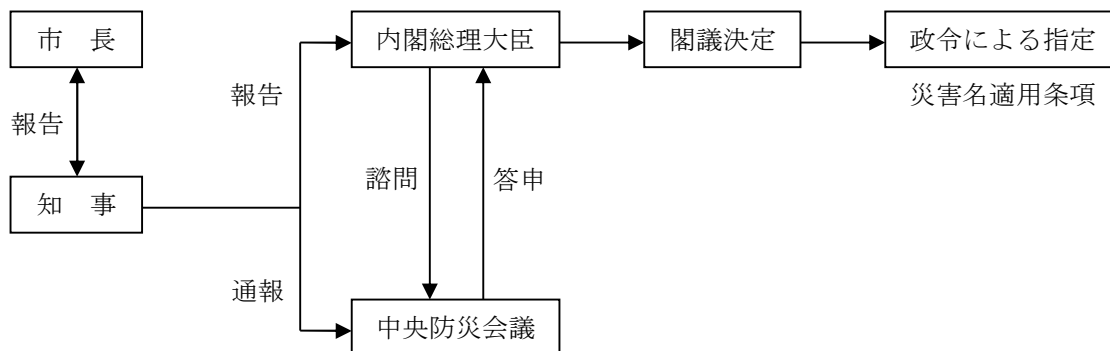 市　長
内閣総理大臣
閣議決定
政令による指定
災害名適用条項
報告
報告
知　事
諮問
答申
通報
中央防災会議